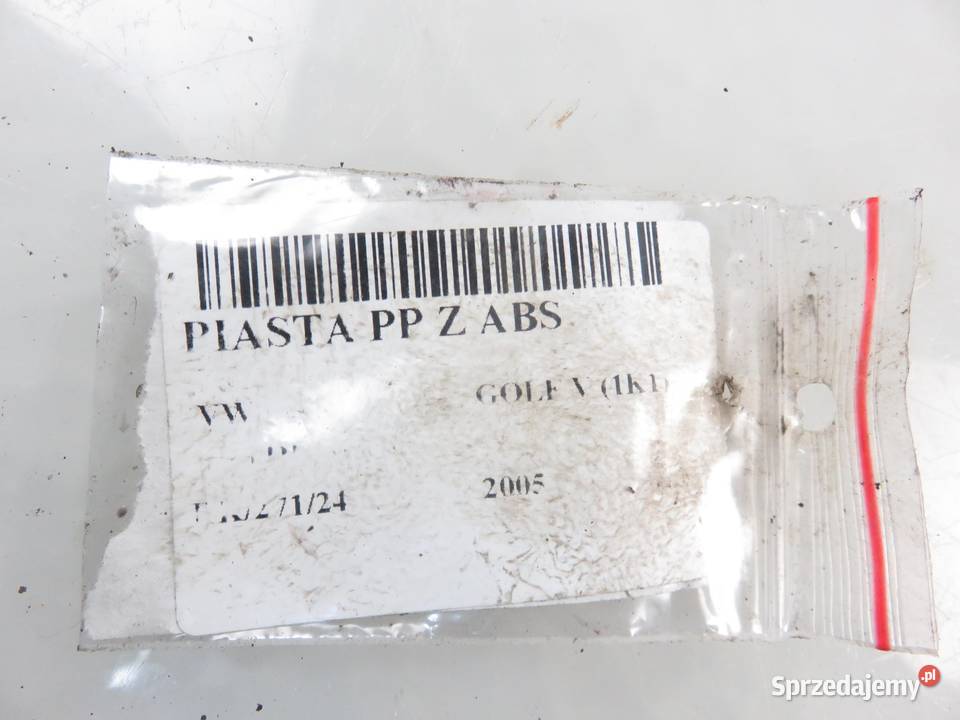 PIASTA PP Z ABS
VW GOLF V (1K1)
2005
Sprzedajemy.pl